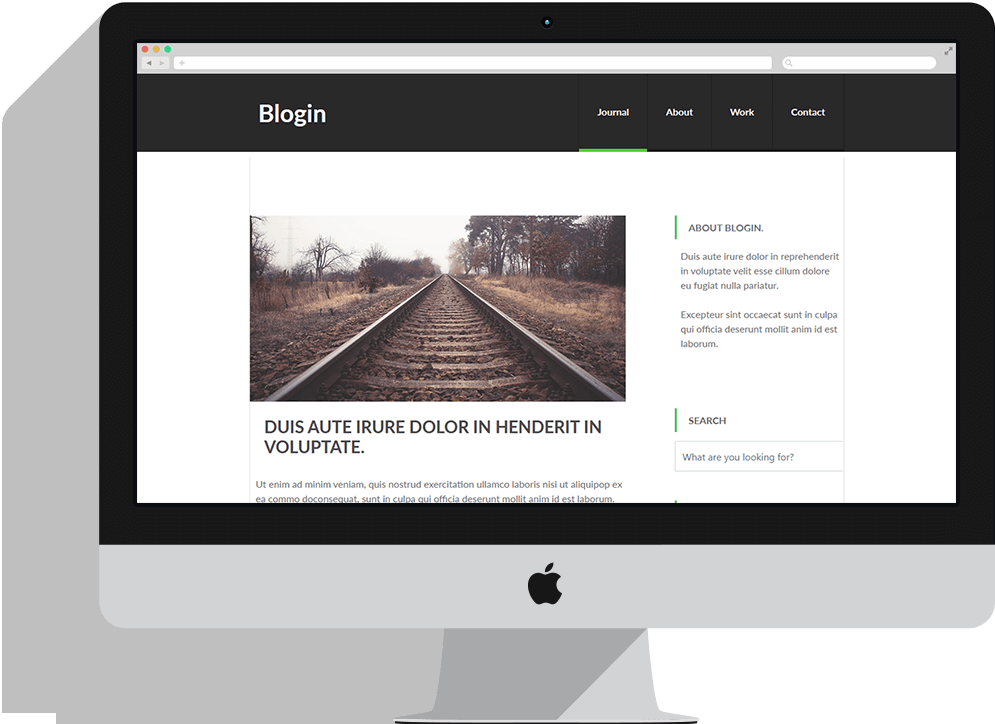 Blogin
Journal
About
Work
Contact
DUIS AUTE IRURE DOLOR IN HENDERIT IN
VOLUPTATE.
Ut enim ad minim veniam, quis nostrud exercitation ullamco laboris nisi ut aliquipop ex
ea commo doconsequat, sunt in culpa qui officia deserunt mollit anim id est laborum.
ABOUT BLOGIN.
Duis aute irure dolor in reprehenderit
in voluptate velit esse cillum dolore
eu fugiat nulla pariatur.
Excepteur sint occaecat sunt in culpa
qui officia deserunt mollit anim id est
laborum.
SEARCH
What are you looking for?